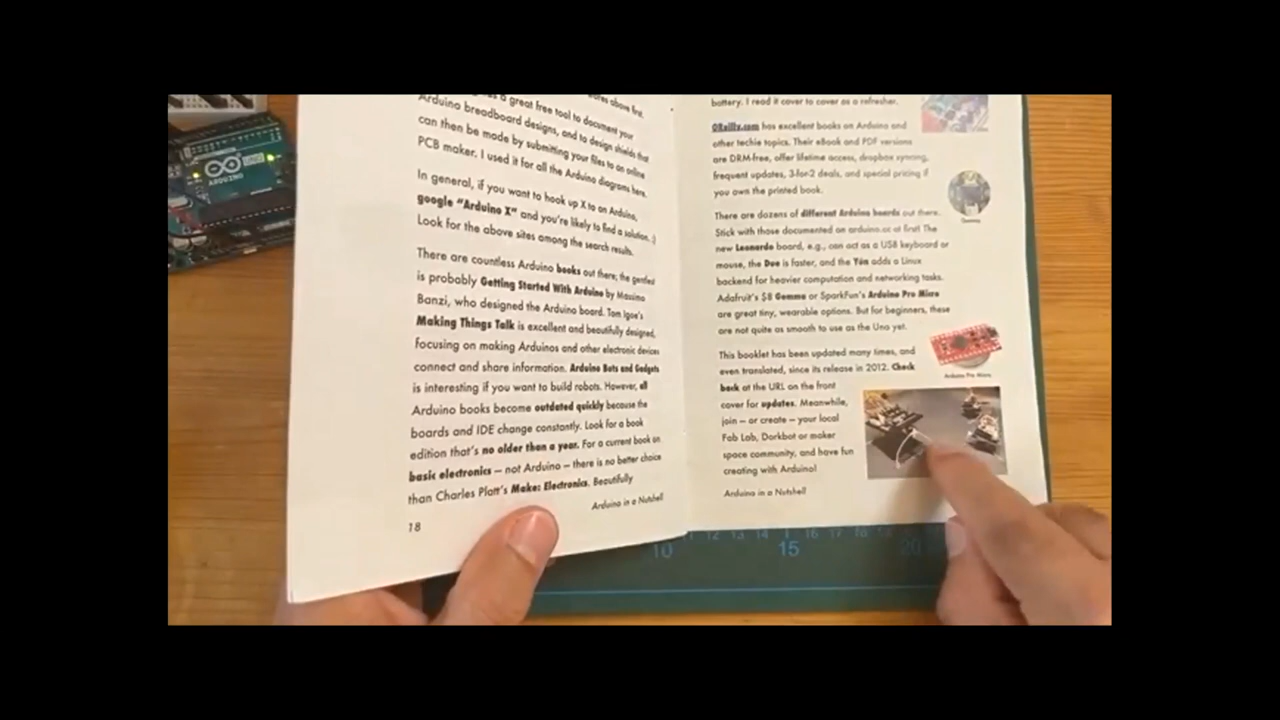 ARDUINO
UNO
as a great free tool to document your
Arduino breadboard designs, and to design shields that
can then be made by submitting your files to an online
PCB maker. I used it for all the Arduino diagrams here.
In general, if you want to hook up X to an Arduino,
google "Arduino X" and you're likely to find a solution. :)
Look for the above sites among the search results.
There are countless Arduino books out there; the gentlest
is probably Getting Started With Arduino by Massimo
Banzi, who designed the Arduino board. Tom Igoe's
Making Things Talk is excellent and beautifully designed,
focusing on making Arduinos and other electronic devices
connect and share information. Arduino Bots and Gadgets
is interesting if you want to build robots. However, all
Arduino books become outdated quickly because the
boards and IDE change constantly. Look for a book
edition that's no older than a year. For a current book on
basic electronics – not Arduino – there is no better choice
than Charles Platt's Make: Electronics. Beautifully
Arduino in a Nutshell
18
battery. I read it cover to cover as a refresher.
OReilly.com has excellent books on Arduino and
other techie topics. Their eBook and PDF versions
are DRM-free, offer lifetime access, dropbox syncing,
frequent updates, 3-for-2 deals, and special pricing if
you own the printed book.
There are dozens of different Arduino boards out there.
Stick with those documented on arduino.cc at first! The
new Leonardo board, e.g., can act as a USB keyboard or
mouse, the Due is faster, and the Yún adds a Linux
backend for heavier computation and networking tasks.
Adafruit's $8 Gemma or SparkFun's Arduino Pro Micro
are great tiny, wearable options. But for beginners, these
are not quite as smooth to use as the Uno yet.
Gemma
Arduino Pro Micro
This booklet has been updated many times, and
even translated, since its release in 2012. Check
back at the URL on the front
cover for updates. Meanwhile,
join – or create – your local
Fab Lab, Dorkbot or maker
space community, and have fun
creating with Arduino!
Arduino in a Nutshell
10 12 13 14 15 16 17 18 20